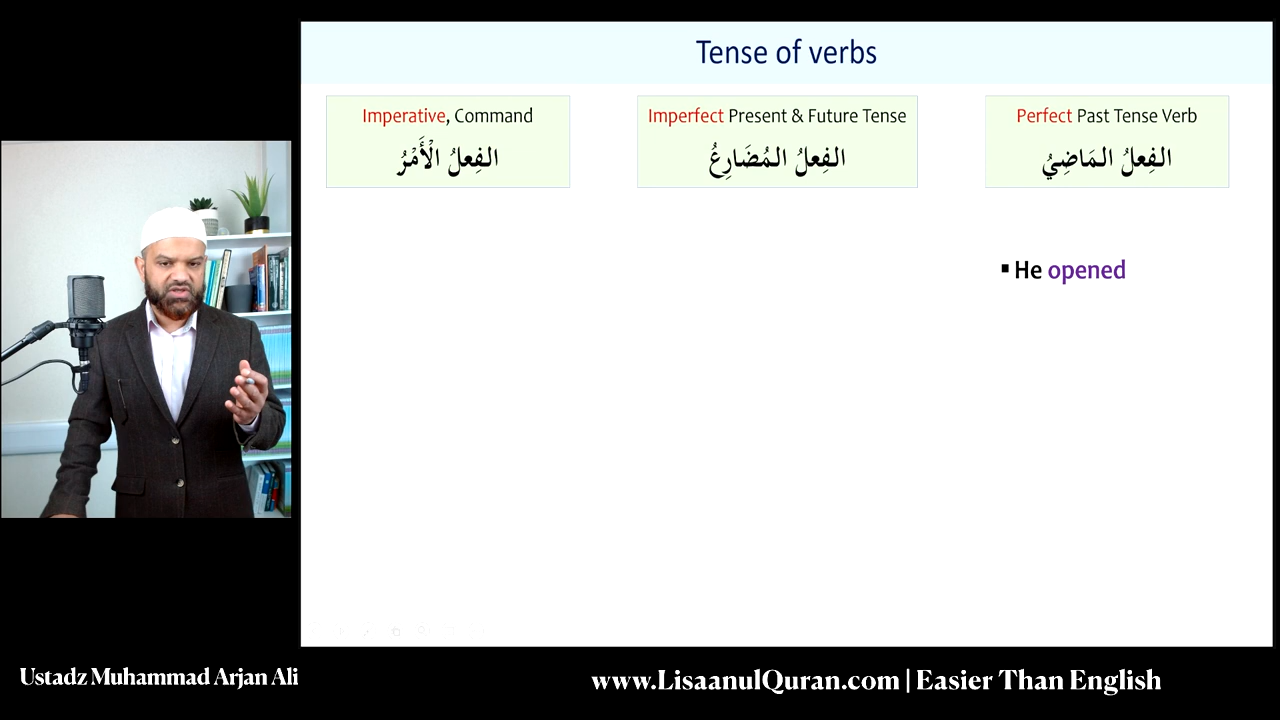 Tense of verbs
Imperative, Command
الفِعلُ الْأَمْرُ
Imperfect Present & Future Tense
الفِعلُ المُضَارِعُ
Perfect Past Tense Verb
الفِعلُ المَاضِيُ
▪ He opened
Ustadz Muhammad Arjan Ali
www.LisaanulQuran.com | Easier Than English